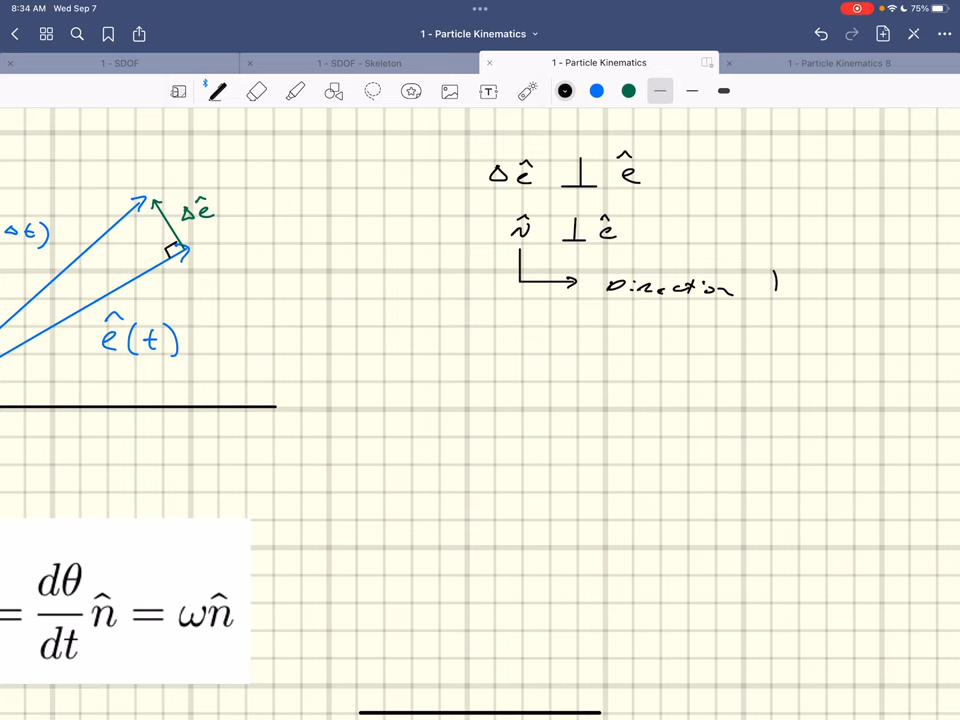 8:34 AM Wed Sep 7
75%
1 - Particle Kinematics
1 - SDOF
1 - SDOF - Skeleton
1 - Particle Kinematics
1 - Particle Kinematics 8
T
Δê ⊥ ê
n̂ ⊥ ê
Direction
Δt)
Δê
ê(t)
= dθ/dt n̂ = ωn̂